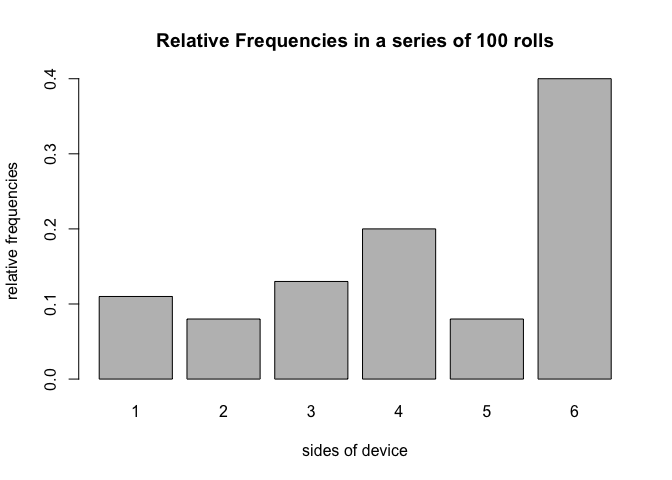 Relative Frequencies in a series of 100 rolls
relative frequencies
0.4
0.3
0.2
0.1
0.0
1 2 3 4 5 6
sides of device